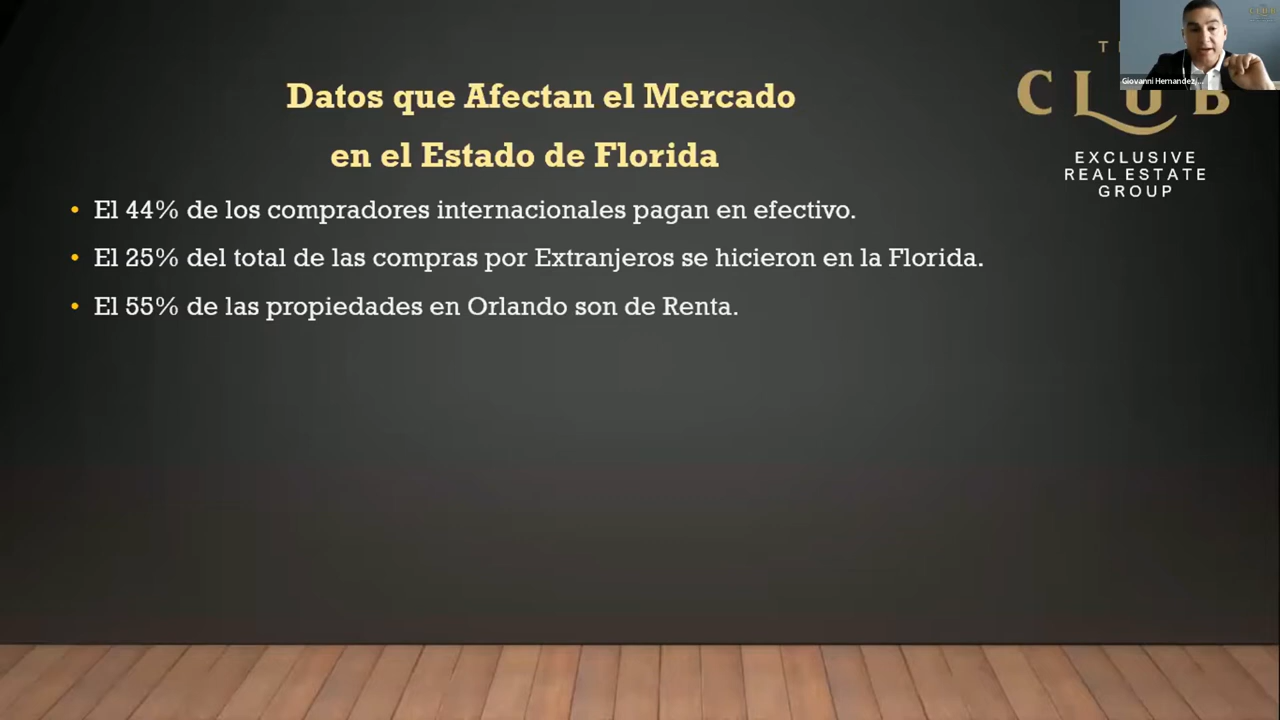 Datos que Afectan el Mercado
en el Estado de Florida
• El 44% de los compradores internacionales pagan en efectivo.
• El 25% del total de las compras por Extranjeros se hicieron en la Florida.
• El 55% de las propiedades en Orlando son de Renta.
CLUB
EXCLUSIVE
REAL ESTATE
GROUP
Giovanni Hernandez